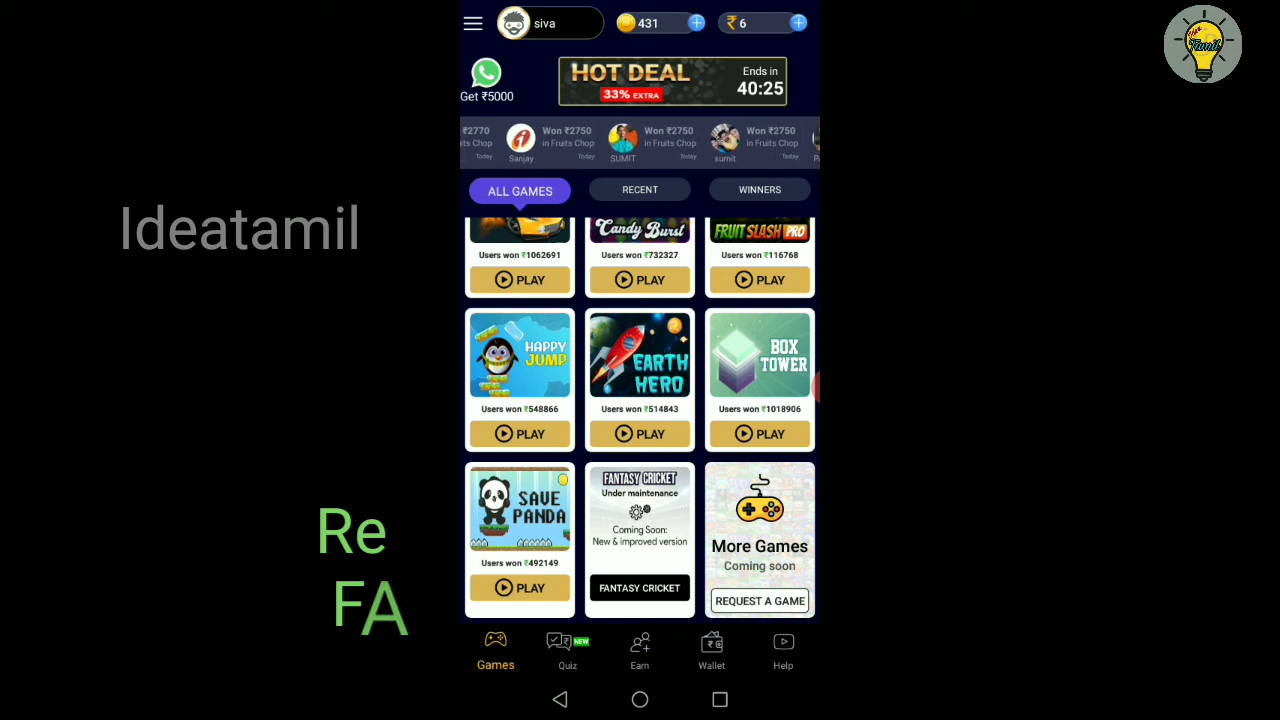 siva
431
₹ 6
Tamil
Get ₹5000
HOT DEAL
33% EXTRA
Ends in
40:25
₹2770
its Chop
Today
Sanjay
Won ₹2750
in Fruits Chop
Today
SUMIT
Won ₹2750
in Fruits Chop
Today
sumit
Won ₹2750
in Fruits Chop
Today
ALL GAMES
RECENT
WINNERS
Ideatamil
Candy Burst
FRUIT SLASH PRO
Users won ₹1062691
Users won ₹732327
Users won ₹116768
PLAY
PLAY
PLAY
HAPPY
JUMP
EARTH
HERO
BOX
TOWER
Users won ₹548866
Users won ₹514843
Users won ₹1018906
PLAY
PLAY
PLAY
SAVE
PANDA
Users won ₹492149
PLAY
FANTASY CRICKET
Under maintenance
Coming Soon:
New & improved version
FANTASY CRICKET
More Games
Coming soon
REQUEST A GAME
Re
FA
Games
Quiz
NEW
Earn
Wallet
Help